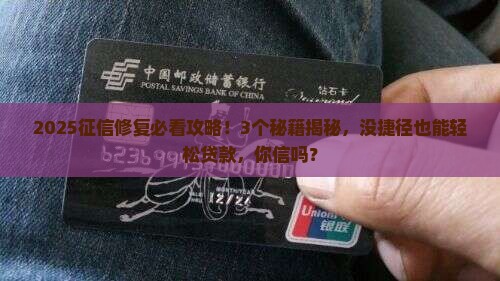 中国邮政储蓄银行
POSTAL SAVINGS BANK OF CHINA
钻石卡
Diamond
2025征信修复必看攻略！3个秘籍揭秘，没捷径也能轻
松贷款，你信吗？
12/24
UnionPay
银联